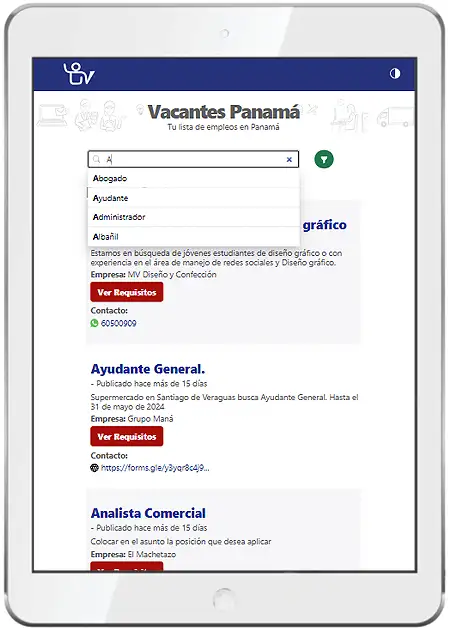 Vacantes Panamá
Tu lista de empleos en Panamá
A
Abogado
Ayudante
Administrador
Albañil
gráfico
Estamos en búsqueda de jóvenes estudiantes de diseño gráfico o con
experiencia en el área de manejo de redes sociales y Diseño gráfico.
Empresa: MV Diseño y Confección
Ver Requisitos
Contacto:
60500909
Ayudante General.
- Publicado hace más de 15 días
Supermercado en Santiago de Veraguas busca Ayudante General. Hasta el
31 de mayo de 2024
Empresa: Grupo Maná
Ver Requisitos
Contacto:
https://forms.gle/y3yqr8c4j9...
Analista Comercial
- Publicado hace más de 15 días
Colocar en el asunto la posición que desea aplicar
Empresa: El Machetazo
Ver Requisitos